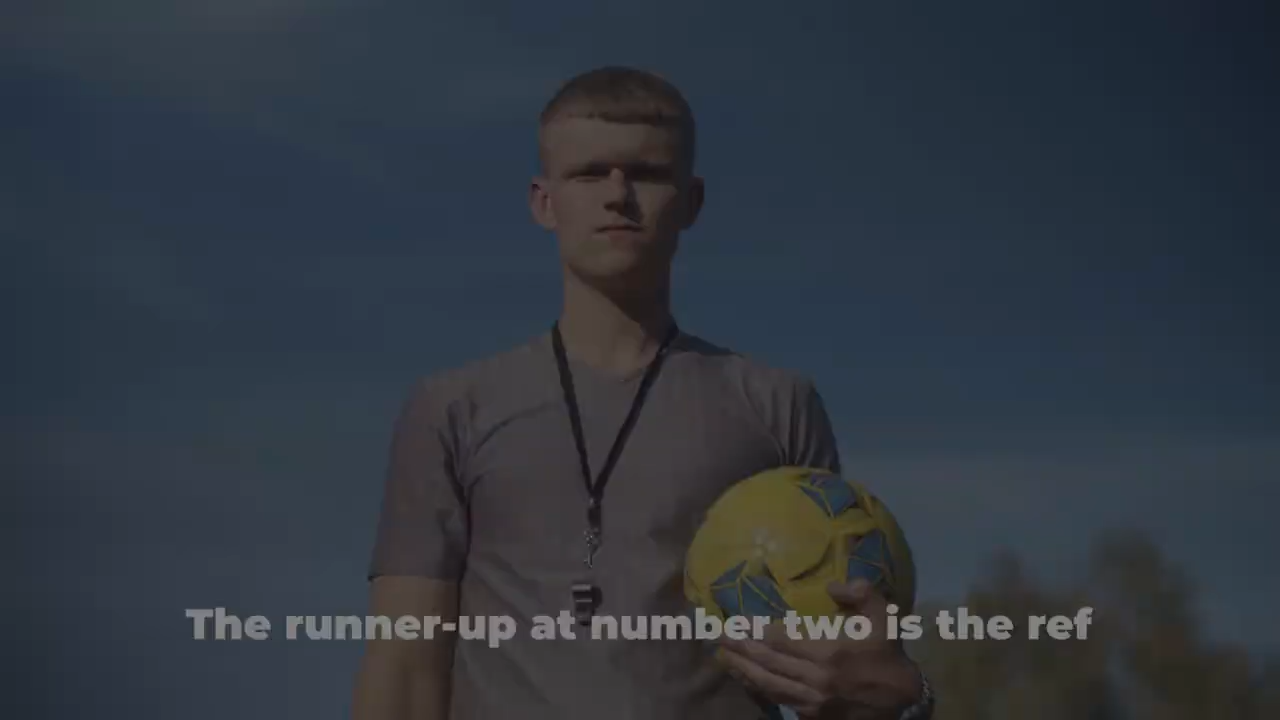 The runner-up at number two is the ref